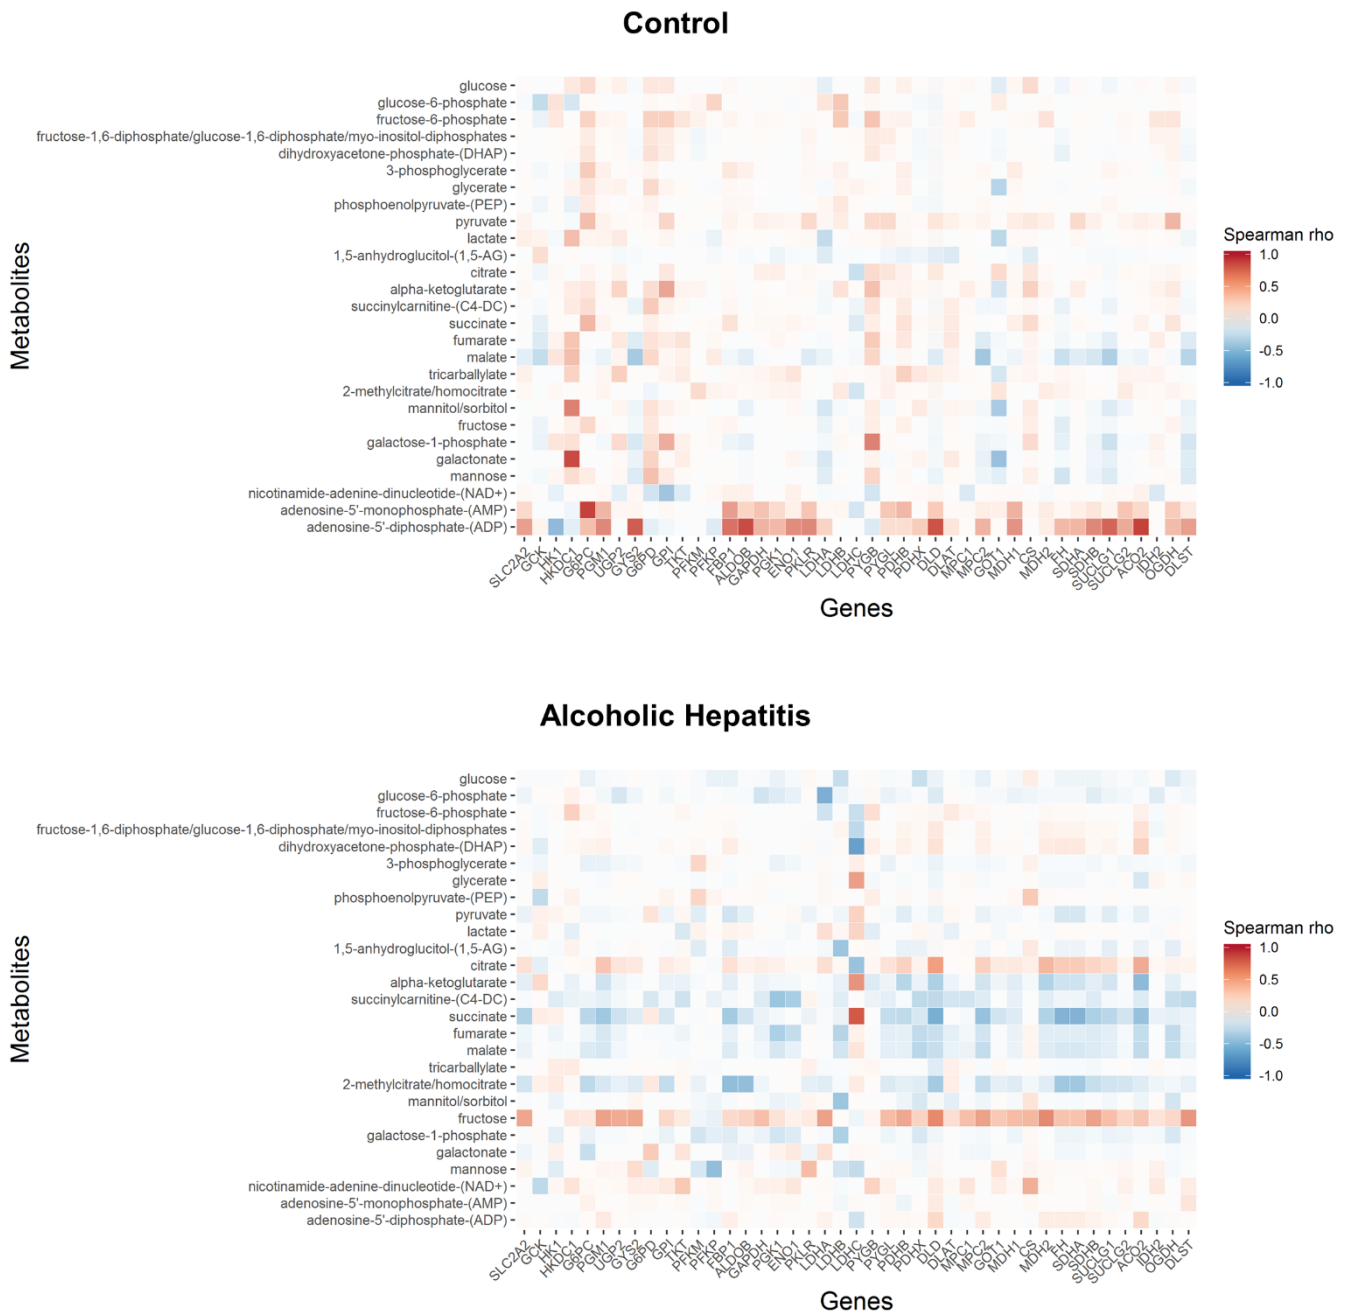 Control
Metabolites
glucose
glucose-6-phosphate
fructose-6-phosphate
fructose-1,6-diphosphate/glucose-1,6-diphosphate/myo-inositol-diphosphates
dihydroxyacetone-phosphate-(DHAP)
3-phosphoglycerate
glycerate
phosphoenolpyruvate-(PEP)
pyruvate
lactate
1,5-anhydroglucitol-(1,5-AG)
citrate
alpha-ketoglutarate
succinylcarnitine-(C4-DC)
succinate
fumarate
malate
tricarballylate
2-methylcitrate/homocitrate
mannitol/sorbitol
fructose
galactose-1-phosphate
galactonate
mannose
nicotinamide-adenine-dinucleotide-(NAD+)
adenosine-5'-monophosphate-(AMP)
adenosine-5'-diphosphate-(ADP)
SLC2A2
GCK
HK1
HKDC1
G6PC
PGM1
UGP2
GYS2
G6PD
GPI
TKT
PFKM
PFKP
FBP1
ALDOB
GAPDH
PGK1
ENO1
PKLR
LDHA
LDHB
LDHC
PYGB
PYGL
PDHB
PDHX
DLD
DLAT
MPC1
MPC2
GOT1
MDH1
CS
MDH2
FH
SDHA
SDHB
SUCLG1
SUCLG2
ACO2
IDH2
OGDH
DLST
Genes
Spearman rho
1.0
0.5
0.0
-0.5
-1.0
Alcoholic Hepatitis
Metabolites
glucose
glucose-6-phosphate
fructose-6-phosphate
fructose-1,6-diphosphate/glucose-1,6-diphosphate/myo-inositol-diphosphates
dihydroxyacetone-phosphate-(DHAP)
3-phosphoglycerate
glycerate
phosphoenolpyruvate-(PEP)
pyruvate
lactate
1,5-anhydroglucitol-(1,5-AG)
citrate
alpha-ketoglutarate
succinylcarnitine-(C4-DC)
succinate
fumarate
malate
tricarballylate
2-methylcitrate/homocitrate
mannitol/sorbitol
fructose
galactose-1-phosphate
galactonate
mannose
nicotinamide-adenine-dinucleotide-(NAD+)
adenosine-5'-monophosphate-(AMP)
adenosine-5'-diphosphate-(ADP)
SLC2A2
GCK
HK1
HKDC1
G6PC
PGM1
UGP2
GYS2
G6PD
GPI
TKT
PFKM
PFKP
FBP1
ALDOB
GAPDH
PGK1
ENO1
PKLR
LDHA
LDHB
LDHC
PYGB
PYGL
PDHB
PDHX
DLD
DLAT
MPC1
MPC2
GOT1
MDH1
CS
MDH2
FH
SDHA
SDHB
SUCLG1
SUCLG2
ACO2
IDH2
OGDH
DLST
Genes
Spearman rho
1.0
0.5
0.0
-0.5
-1.0